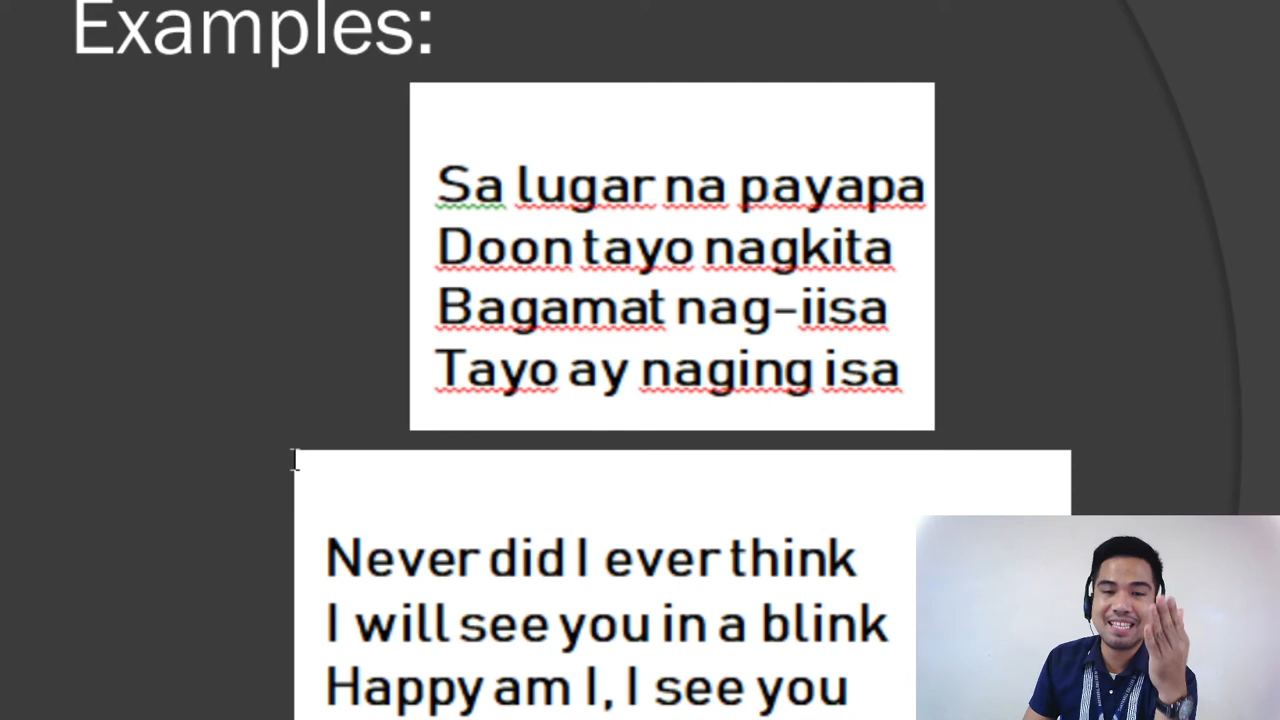 Examples:
Sa lugar na payapa
Doon tayo nagkita
Bagamat nag-iisa
Tayo ay naging isa
Never did I ever think
I will see you in a blink
Happy am I, I see you